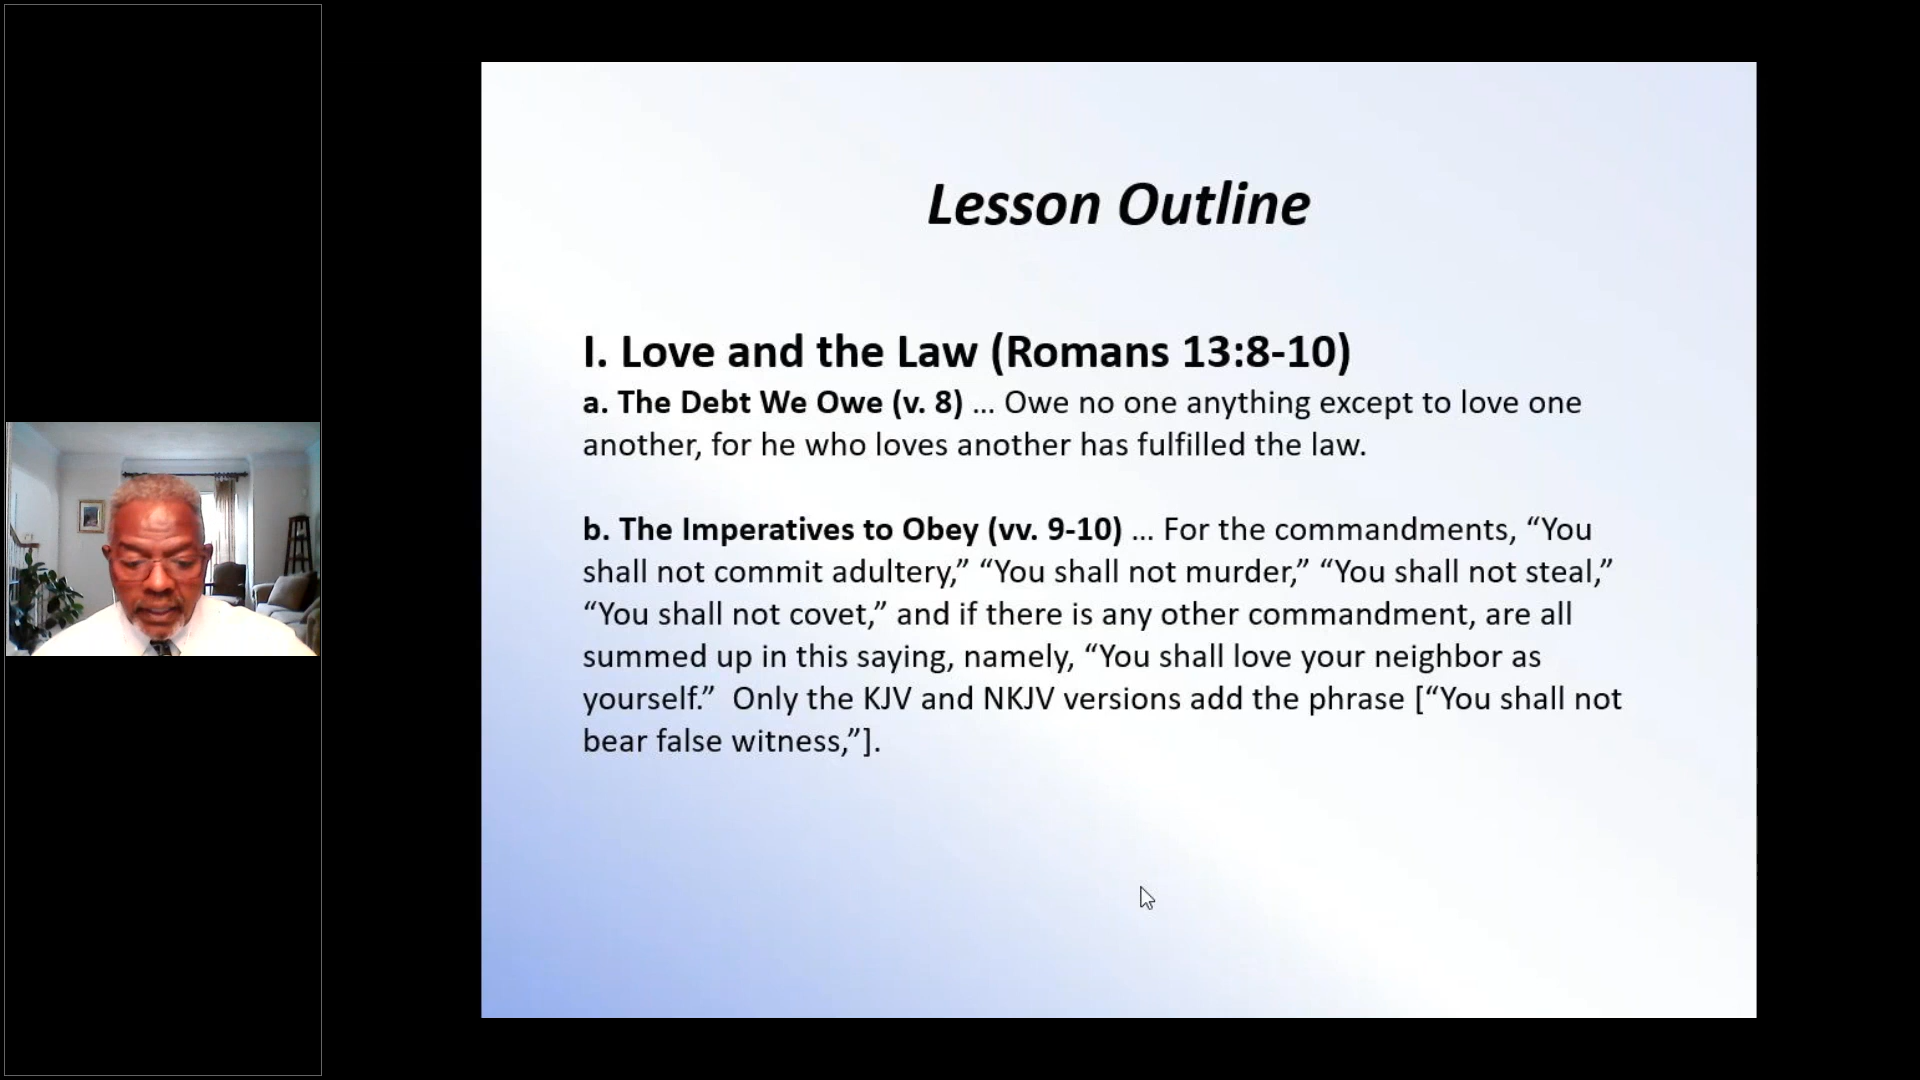 Lesson Outline
I. Love and the Law (Romans 13:8-10)
a. The Debt We Owe (v. 8) ... Owe no one anything except to love one
another, for he who loves another has fulfilled the law.
b. The Imperatives to Obey (vv. 9-10) ... For the commandments, “You
shall not commit adultery,” “You shall not murder,” “You shall not steal,”
“You shall not covet,” and if there is any other commandment, are all
summed up in this saying, namely, “You shall love your neighbor as
yourself.”  Only the KJV and NKJV versions add the phrase [“You shall not
bear false witness,”].